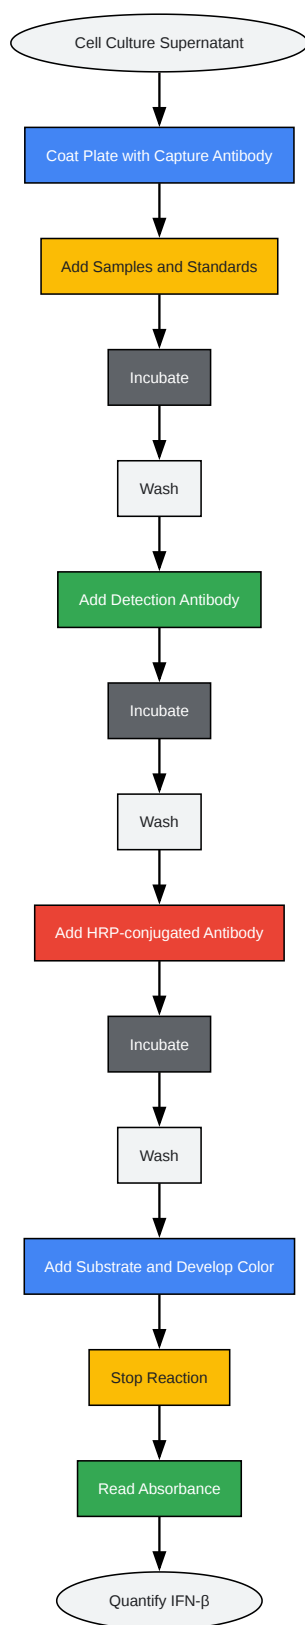 Cell Culture Supernatant
Coat Plate with Capture Antibody
Add Samples and Standards
Incubate
Wash
Add Detection Antibody
Incubate
Wash
Add HRP-conjugated Antibody
Incubate
Wash
Add Substrate and Develop Color
Stop Reaction
Read Absorbance
Quantify IFN-β